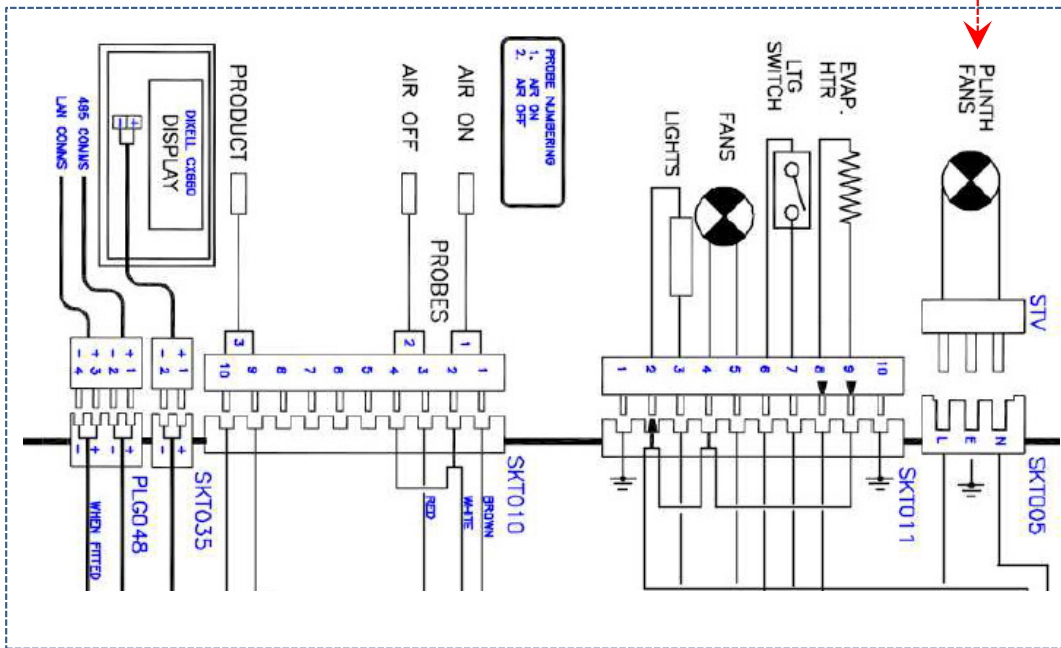 PLINTH
FANS
EVAP.
HTR
LTG
SWITCH
FANS
LIGHTS
PROBE NUMBERING
1. AIR ON
2. AIR OFF
AIR ON
AIR OFF
PROBES
PRODUCT
DIXELL CX660
DISPLAY
+
-
485 COMMS
LAN COMMS
STV
L E N
SKT005
1 2 3 4 5 6 7 8 9 10
SKT011
1
2
3
10 9 8 7 6 5 4 3 2 1
SKT010
BROWN
WHITE
RED
- +
2 1
- +
SKT035
- + - +
4 3 2 1
- + - +
PLG048
WHEN FITTED